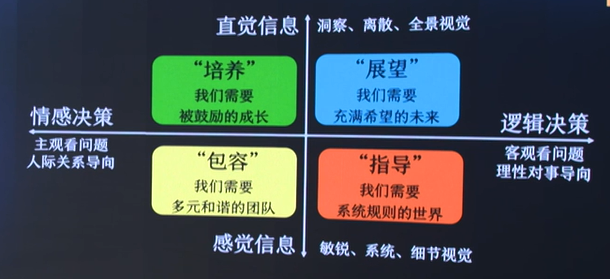 直觉信息
洞察、离散、全景视觉
“培养”
我们需要
被鼓励的成长
“展望”
我们需要
充满希望的未来
情感决策
主观看问题
人际关系导向
逻辑决策
客观看问题
理性对事导向
“包容”
我们需要
多元和谐的团队
“指导”
我们需要
系统规则的世界
感觉信息
敏锐、系统、细节视觉